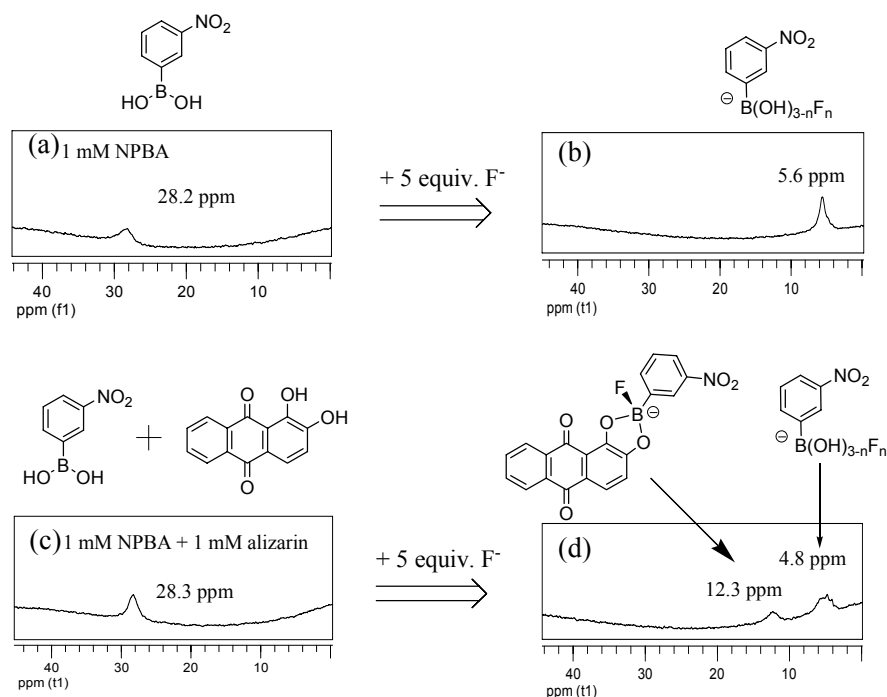 NO₂
HO B OH
(a) 1 mM NPBA
28.2 ppm
40 30 20 10
ppm (f1)
+ 5 equiv. F⁻
NO₂
⊖ B(OH)₃₋ₙFₙ
(b)
5.6 ppm
40 30 20 10
ppm (t1)
NO₂
HO B OH
+
O OH
OH
O
(c) 1 mM NPBA + 1 mM alizarin
28.3 ppm
40 30 20 10
ppm (t1)
+ 5 equiv. F⁻
F NO₂
B ⊖
O O
O
O
NO₂
⊖ B(OH)₃₋ₙFₙ
(d)
4.8 ppm
12.3 ppm
40 30 20 10
ppm (t1)